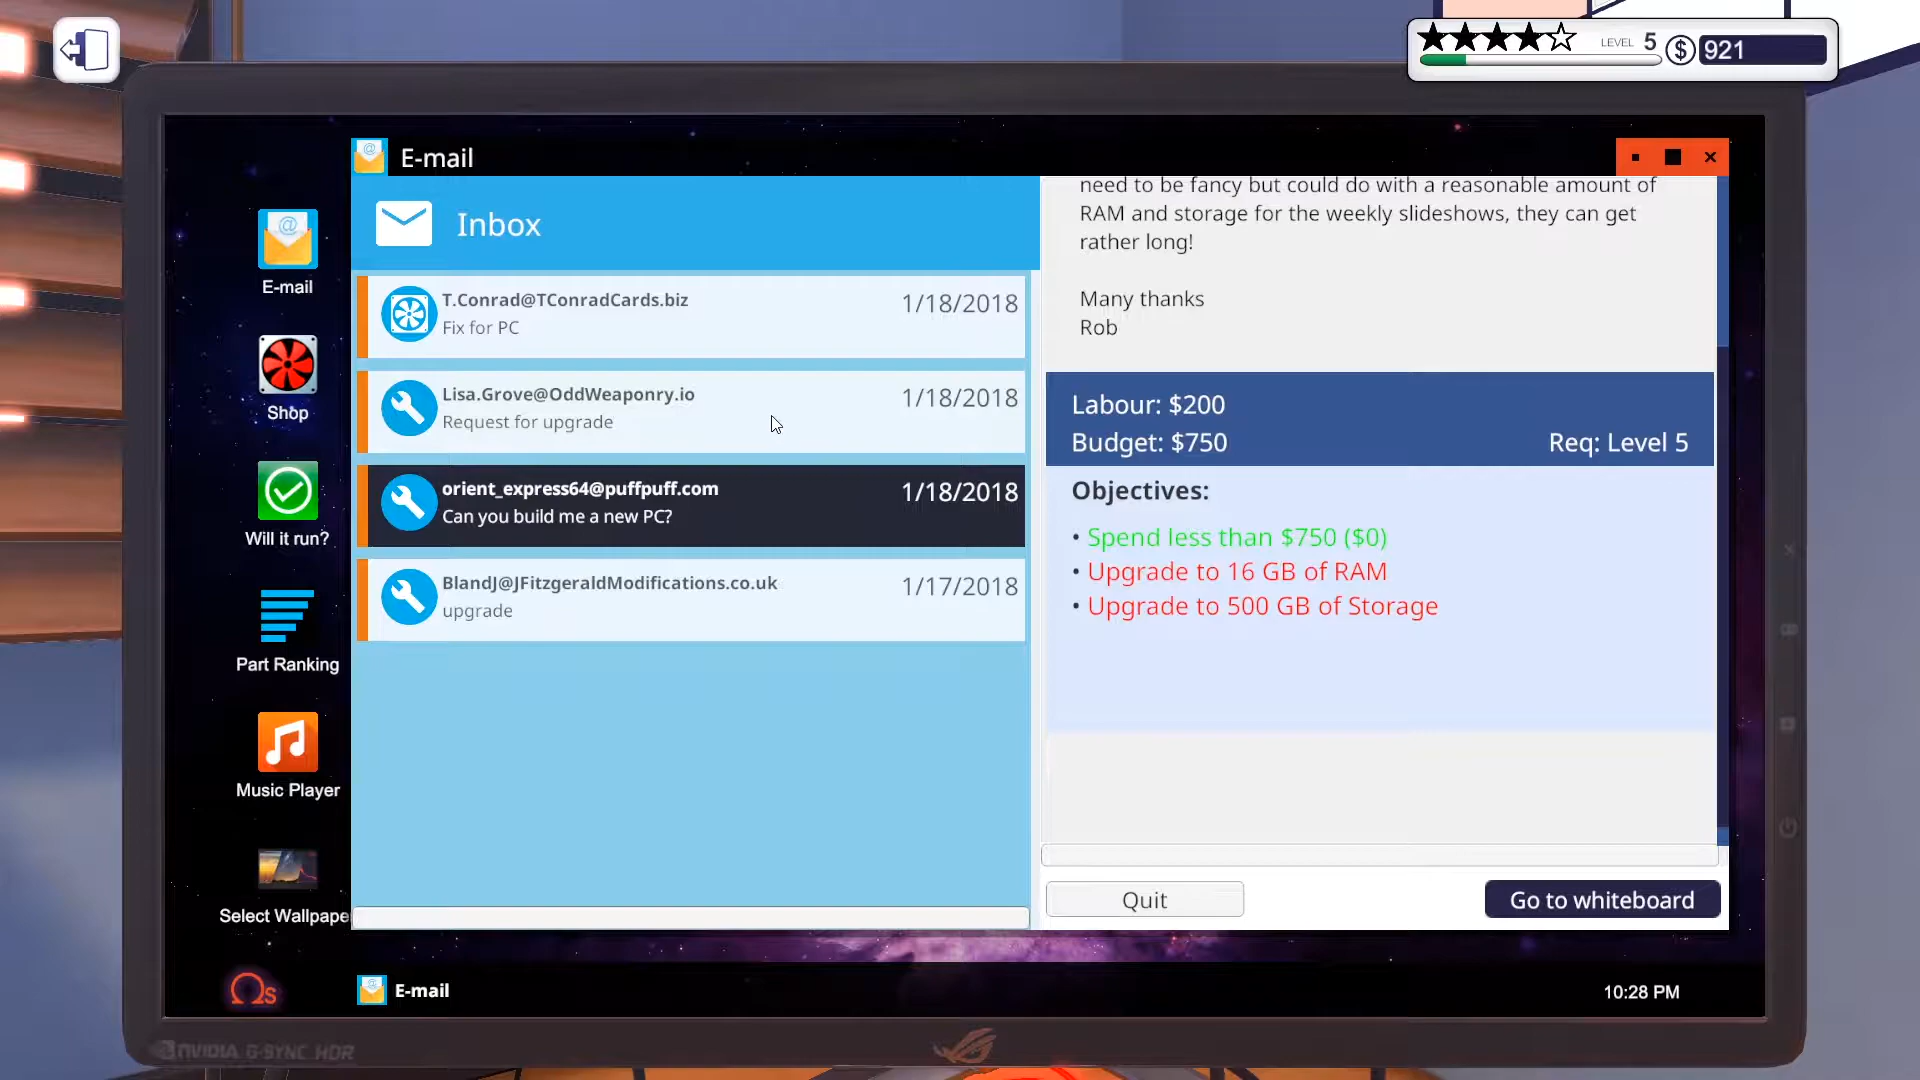 LEVEL 5
$ 921
E-mail
Inbox
T.Conrad@TConradCards.biz
1/18/2018
Fix for PC
Lisa.Grove@OddWeaponry.io
1/18/2018
Request for upgrade
orient_express64@puffpuff.com
1/18/2018
Can you build me a new PC?
BlandJ@JFitzgeraldModifications.co.uk
1/17/2018
upgrade
E-mail
Shop
Will it run?
Part Ranking
Music Player
Select Wallpape
need to be fancy but could do with a reasonable amount of
RAM and storage for the weekly slideshows, they can get
rather long!
Many thanks
Rob
Labour: $200
Budget: $750
Req: Level 5
Objectives:
• Spend less than $750 ($0)
• Upgrade to 16 GB of RAM
• Upgrade to 500 GB of Storage
Quit
Go to whiteboard
Ωs
E-mail
10:28 PM
NVIDIA G-SYNC HDR